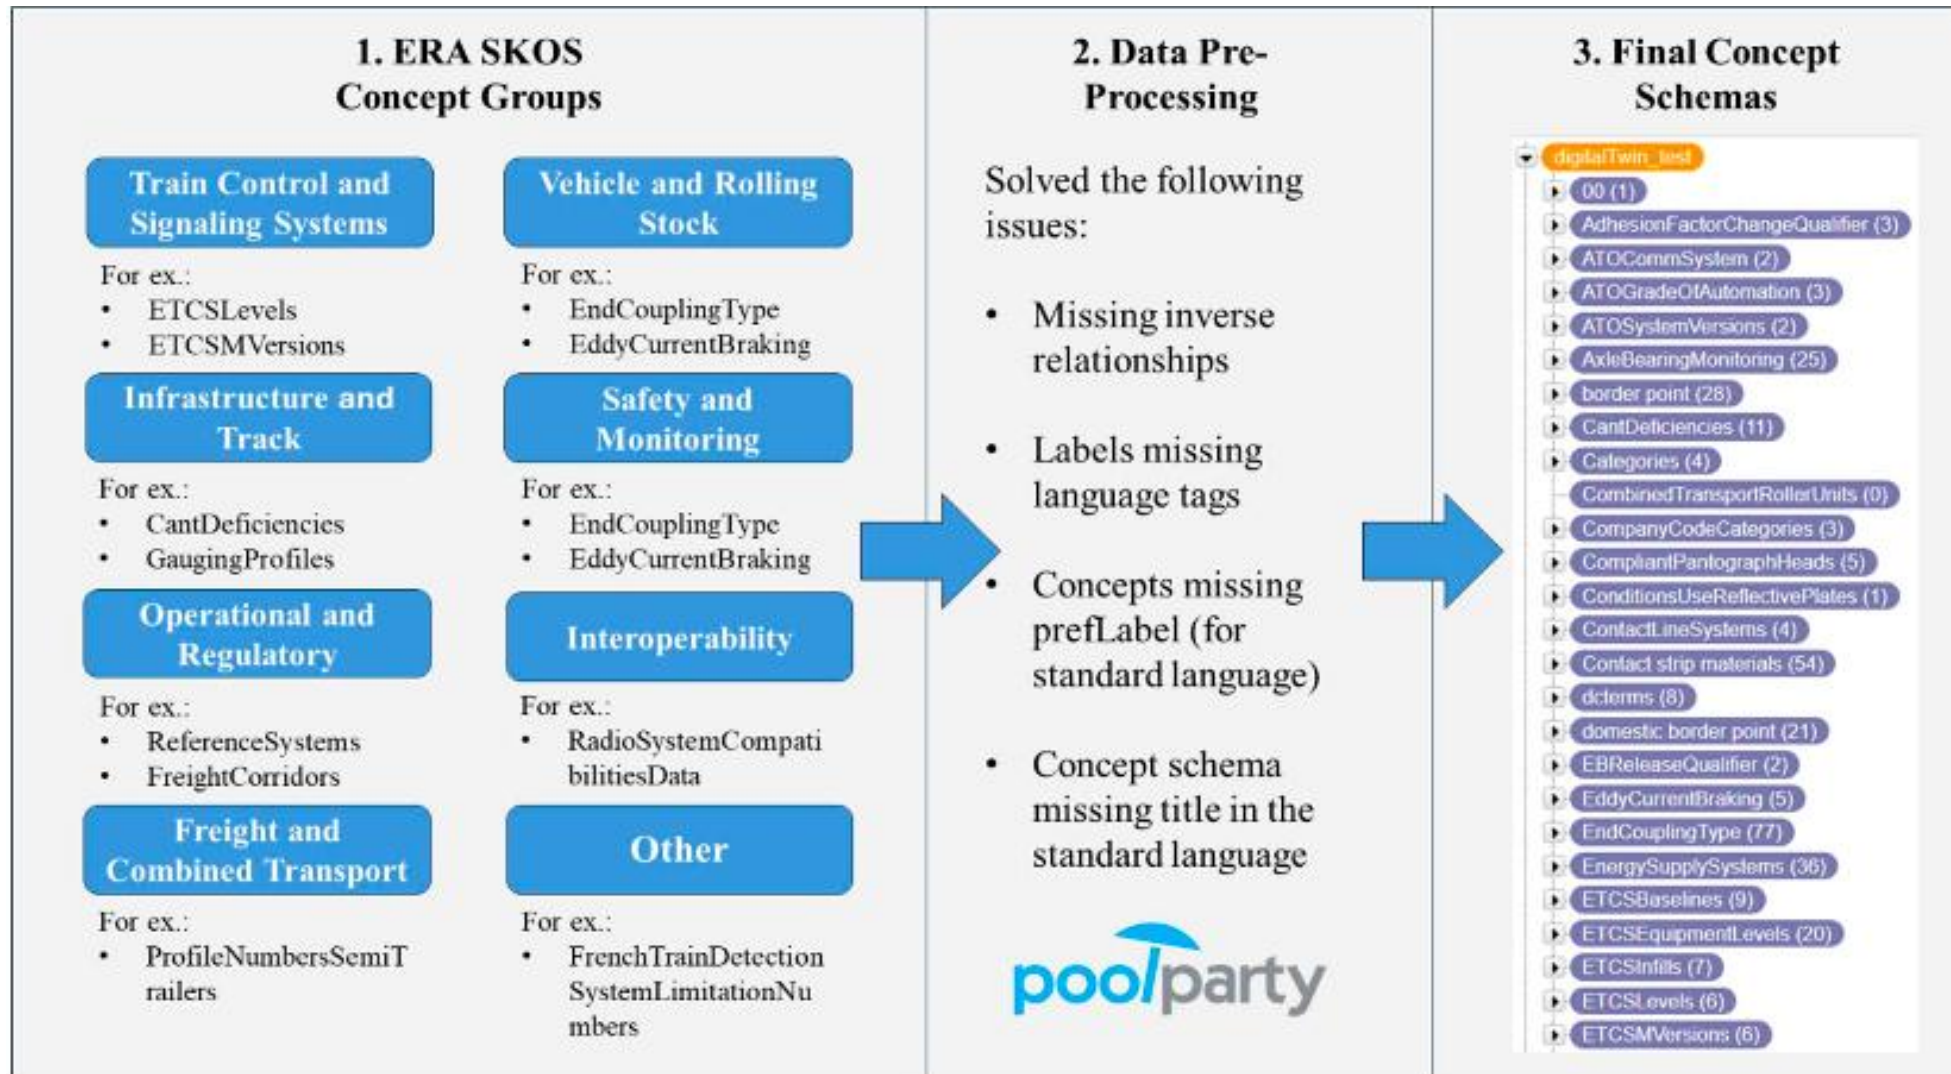 1. ERA SKOS
Concept Groups
Train Control and
Signaling Systems
For ex.:
• ETCSLevels
• ETCSMVersions
Vehicle and Rolling
Stock
For ex.:
• EndCouplingType
• EddyCurrentBraking
Infrastructure and
Track
For ex.:
• CantDeficiencies
• GaugingProfiles
Safety and
Monitoring
For ex.:
• EndCouplingType
• EddyCurrentBraking
Operational and
Regulatory
For ex.:
• ReferenceSystems
• FreightCorridors
Interoperability
For ex.:
• RadioSystemCompati
bilitiesData
Freight and
Combined Transport
For ex.:
• ProfileNumbersSemiT
railers
Other
For ex.:
• FrenchTrainDetection
SystemLimitationNu
mbers
2. Data Pre-
Processing
Solved the following
issues:
• Missing inverse
relationships
• Labels missing
language tags
• Concepts missing
prefLabel (for
standard language)
• Concept schema
missing title in the
standard language
poolparty
3. Final Concept
Schemas
digitalTwin_test
00 (1)
AdhesionFactorChangeQualifier (3)
ATOCommSystem (2)
ATOGradeOfAutomation (3)
ATOSystemVersions (2)
AxleBearingMonitoring (25)
border point (28)
CantDeficiencies (11)
Categories (4)
CombinedTransportRollerUnits (0)
CompanyCodeCategories (3)
CompliantPantographHeads (5)
ConditionsUseReflectivePlates (1)
ContactLineSystems (4)
Contact strip materials (54)
dcterms (8)
domestic border point (21)
EBReleaseQualifier (2)
EddyCurrentBraking (5)
EndCouplingType (77)
EnergySupplySystems (36)
ETCSBaselines (9)
ETCSEquipmentLevels (20)
ETCSInfills (7)
ETCSLevels (6)
ETCSMVersions (6)